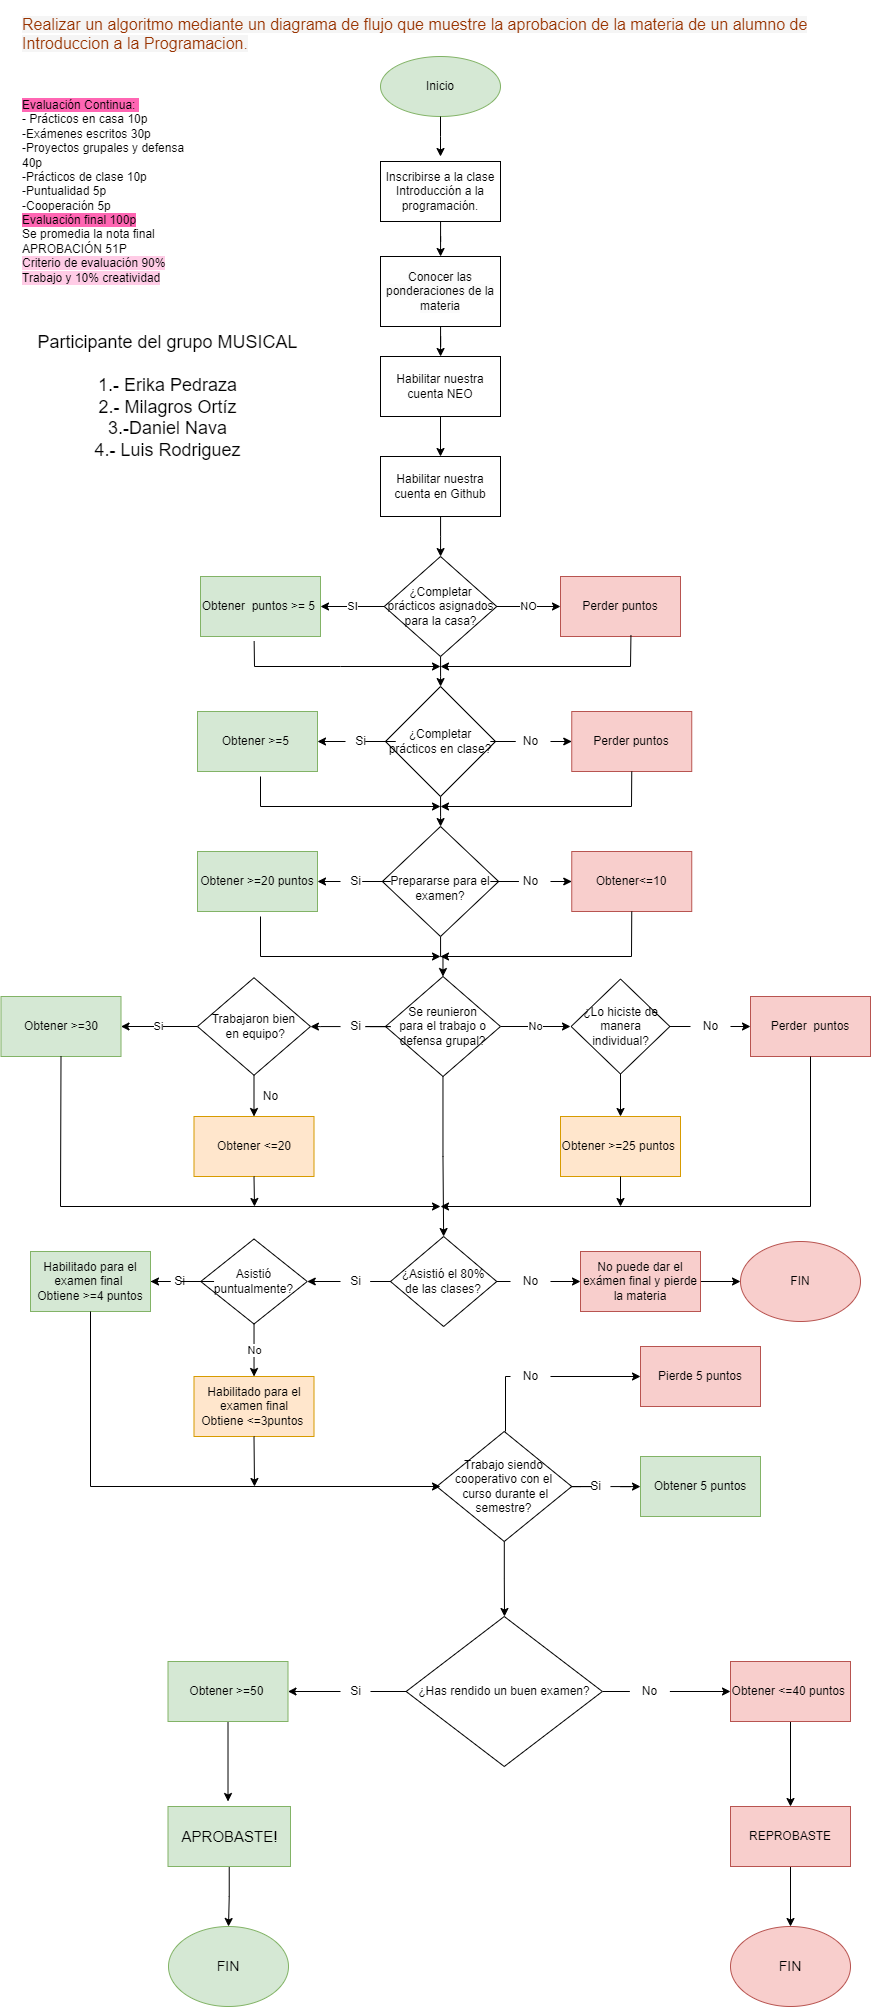 Realizar un algoritmo mediante un diagrama de flujo que muestre la aprobacion de la materia de un alumno de
Introduccion a la Programacion.
Inicio
Evaluación Continua:
- Prácticos en casa 10p
-Exámenes escritos 30p
-Proyectos grupales y defensa
40p
-Prácticos de clase 10p
-Puntualidad 5p
-Cooperación 5p
Evaluación final 100p
Se promedia la nota final
APROBACIÓN 51P
Criterio de evaluación 90%
Trabajo y 10% creatividad
Inscribirse a la clase
Introducción a la
programación.
Conocer las
ponderaciones de la
materia
Participante del grupo MUSICAL
1.- Erika Pedraza
2.- Milagros Ortíz
3.-Daniel Nava
4.- Luis Rodriguez
Habilitar nuestra
cuenta NEO
Habilitar nuestra
cuenta en Github
Obtener  puntos >= 5
SI
¿Completar
prácticos asignados
para la casa?
NO
Perder puntos
Obtener >=5
Si
¿Completar
prácticos en clase?
No
Perder puntos
Obtener >=20 puntos
Si
Prepararse para el
examen?
No
Obtener<=10
Obtener >=30
Si
Trabajaron bien
en equipo?
Si
Se reunieron
para el trabajo o
defensa grupal?
No
¿Lo hiciste de
manera
individual?
No
Perder  puntos
No
Obtener <=20
Obtener >=25 puntos
Habilitado para el
examen final
Obtiene >=4 puntos
Si
Asistió
puntualmente?
Si
¿Asistió el 80%
de las clases?
No
No puede dar el
exámen final y pierde
la materia
FIN
No
Habilitado para el
examen final
Obtiene <=3puntos
No
Pierde 5 puntos
Trabajo siendo
cooperativo con el
curso durante el
semestre?
Si
Obtener 5 puntos
Obtener >=50
Si
¿Has rendido un buen examen?
No
Obtener <=40 puntos
APROBASTE!
REPROBASTE
FIN
FIN